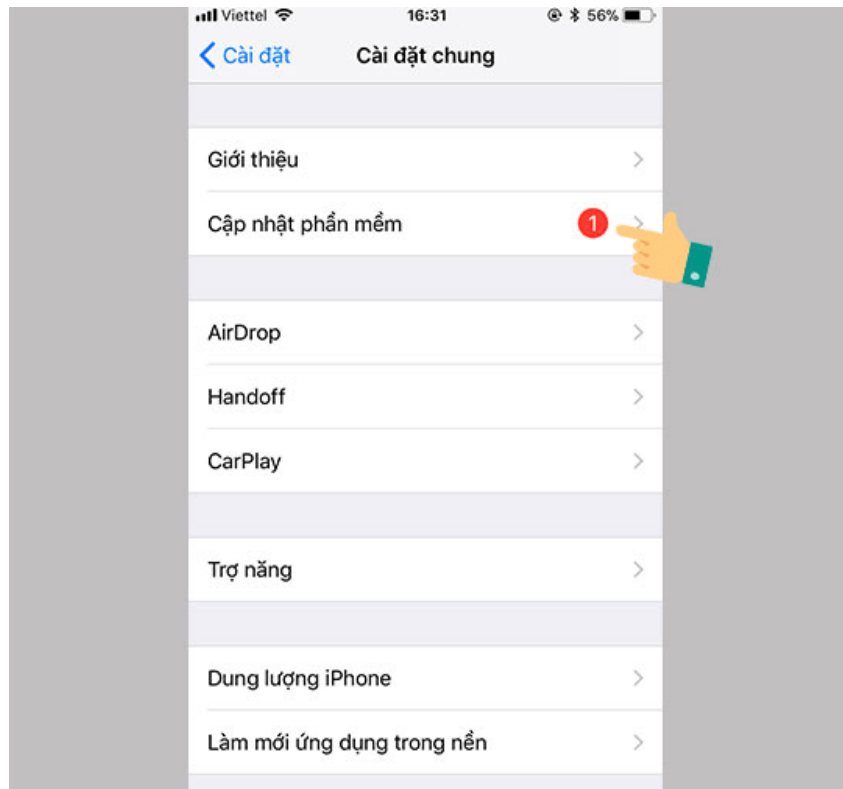 Viettel 16:31 56%
Cài đặt Cài đặt chung
Giới thiệu
Cập nhật phần mềm 1
AirDrop
Handoff
CarPlay
Trợ năng
Dung lượng iPhone
Làm mới ứng dụng trong nền